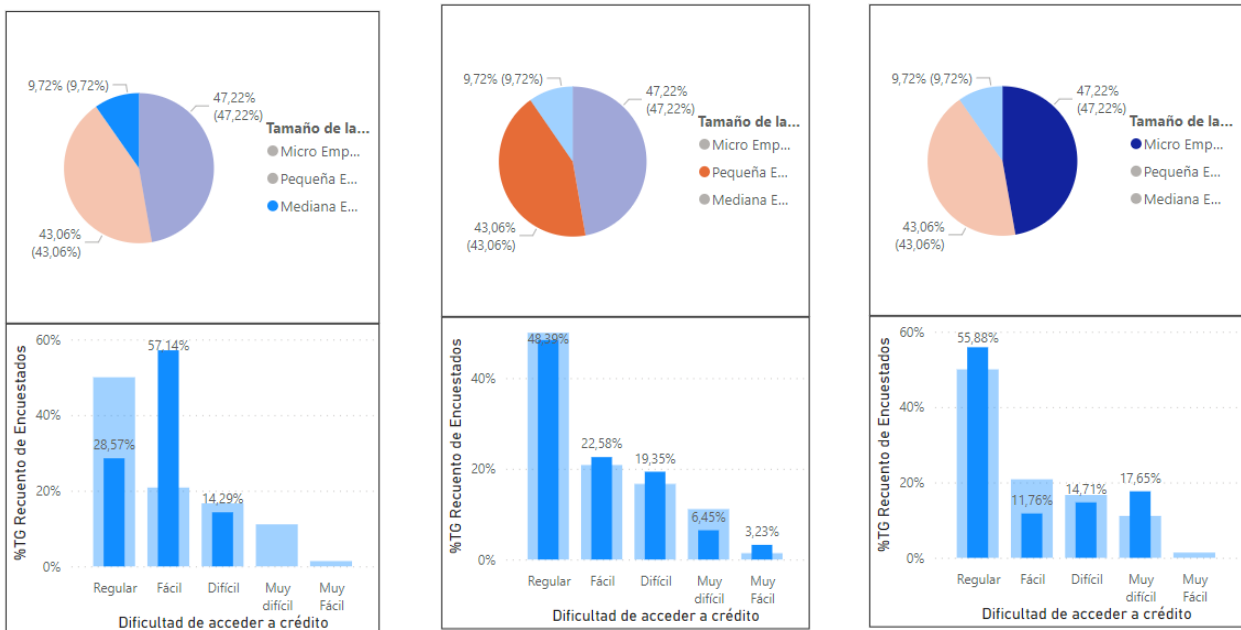 9,72% (9,72%)
47,22%
(47,22%)
43,06%
(43,06%)
Tamaño de la...
Micro Emp...
Pequeña E...
Mediana E...
%TG Recuento de Encuestados
60%
40%
20%
0%
28,57%
57,14%
14,29%
Regular
Fácil
Difícil
Muy
difícil
Muy
Fácil
Dificultad de acceder a crédito
9,72% (9,72%)
47,22%
(47,22%)
43,06%
(43,06%)
Tamaño de la...
Micro Emp...
Pequeña E...
Mediana E...
%TG Recuento de Encuestados
40%
20%
0%
48,39%
22,58%
19,35%
6,45%
3,23%
Regular
Fácil
Difícil
Muy
difícil
Muy
Fácil
Dificultad de acceder a crédito
9,72% (9,72%)
47,22%
(47,22%)
43,06%
(43,06%)
Tamaño de la...
Micro Emp...
Pequeña E...
Mediana E...
%TG Recuento de Encuestados
60%
40%
20%
0%
55,88%
11,76%
14,71%
17,65%
Regular
Fácil
Difícil
Muy
difícil
Muy
Fácil
Dificultad de acceder a crédito